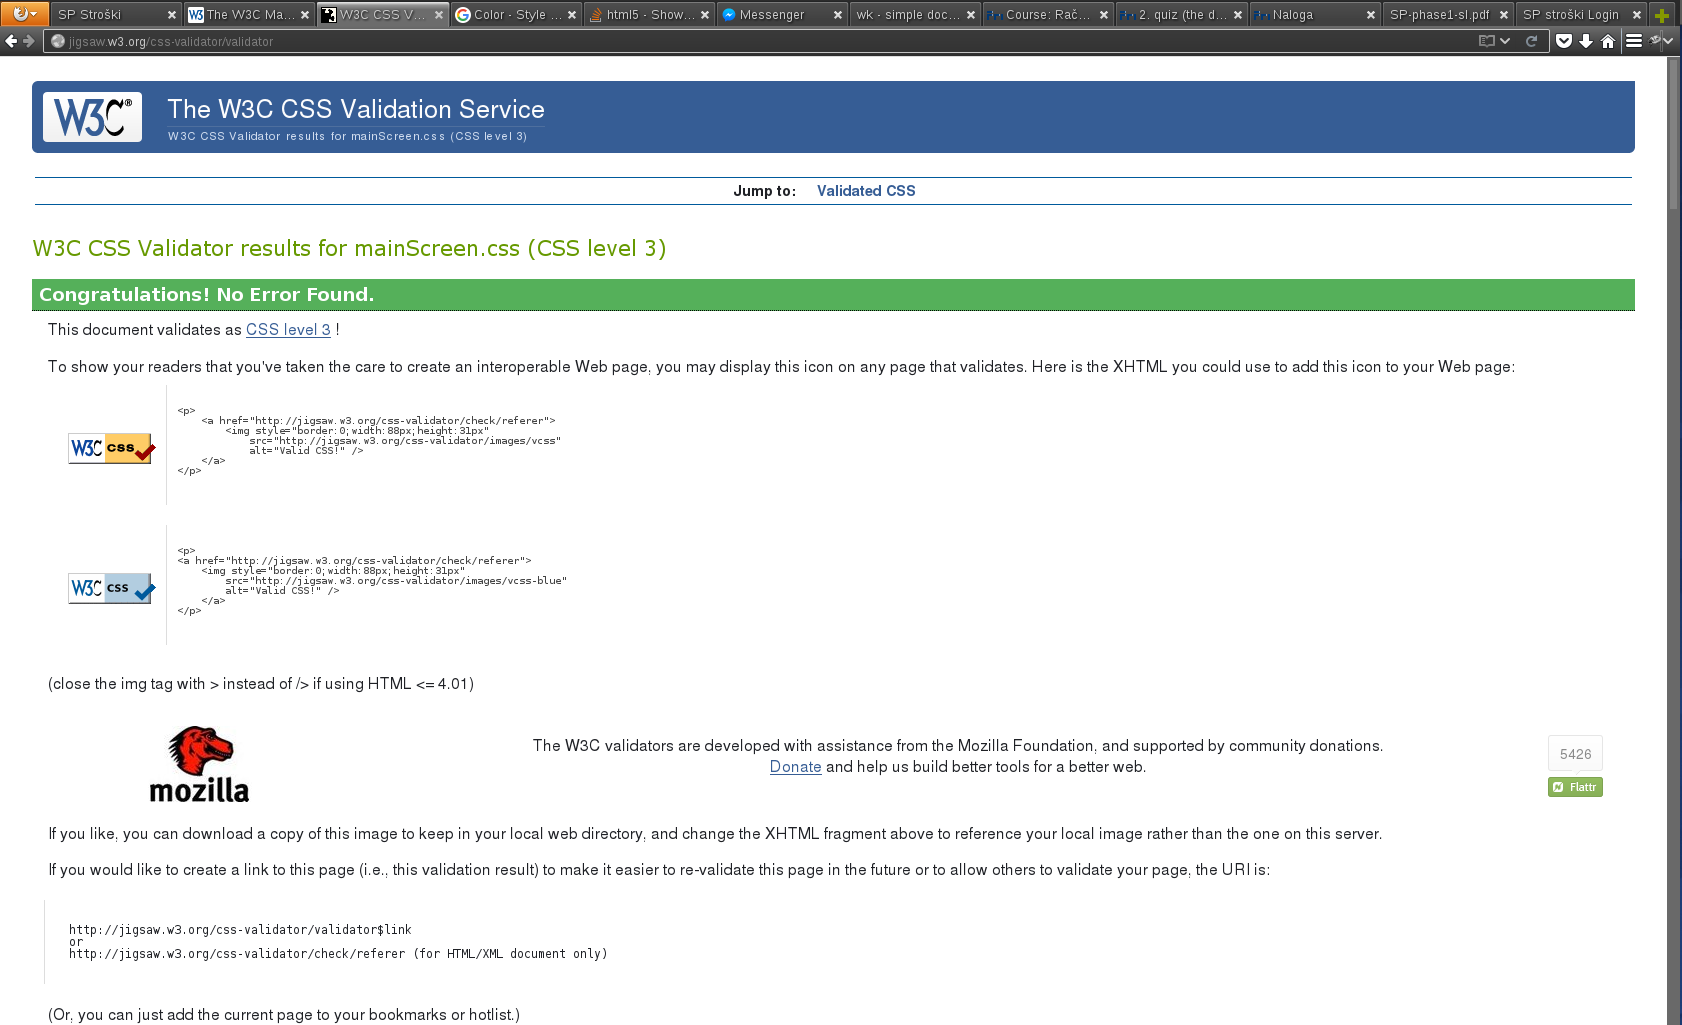 SP Stroški
The W3C Ma...
W3C CSS V...
Color - Style ...
html5 - Show...
Messenger
wk - simple doc...
Course: Rač...
2. quiz (the d...
Naloga
SP-phase1-sl.pdf
SP stroški Login
jigsaw.w3.org/css-validator/validator
W3C®
The W3C CSS Validation Service
W3C CSS Validator results for mainScreen.css (CSS level 3)
Jump to: Validated CSS
W3C CSS Validator results for mainScreen.css (CSS level 3)
Congratulations! No Error Found.
This document validates as CSS level 3 !
To show your readers that you've taken the care to create an interoperable Web page, you may display this icon on any page that validates. Here is the XHTML you could use to add this icon to your Web page:
W3C css
<p>
<a href="http://jigsaw.w3.org/css-validator/check/referer">
<img style="border:0;width:88px;height:31px"
src="http://jigsaw.w3.org/css-validator/images/vcss"
alt="Valid CSS!" />
</a>
</p>
W3C css
<p>
<a href="http://jigsaw.w3.org/css-validator/check/referer">
<img style="border:0;width:88px;height:31px"
src="http://jigsaw.w3.org/css-validator/images/vcss-blue"
alt="Valid CSS!" />
</a>
</p>
(close the img tag with > instead of /> if using HTML <= 4.01)
mozilla
The W3C validators are developed with assistance from the Mozilla Foundation, and supported by community donations.
Donate and help us build better tools for a better web.
5426
Flattr
If you like, you can download a copy of this image to keep in your local web directory, and change the XHTML fragment above to reference your local image rather than the one on this server.
If you would like to create a link to this page (i.e., this validation result) to make it easier to re-validate this page in the future or to allow others to validate your page, the URI is:
http://jigsaw.w3.org/css-validator/validator$link
or
http://jigsaw.w3.org/css-validator/check/referer (for HTML/XML document only)
(Or, you can just add the current page to your bookmarks or hotlist.)